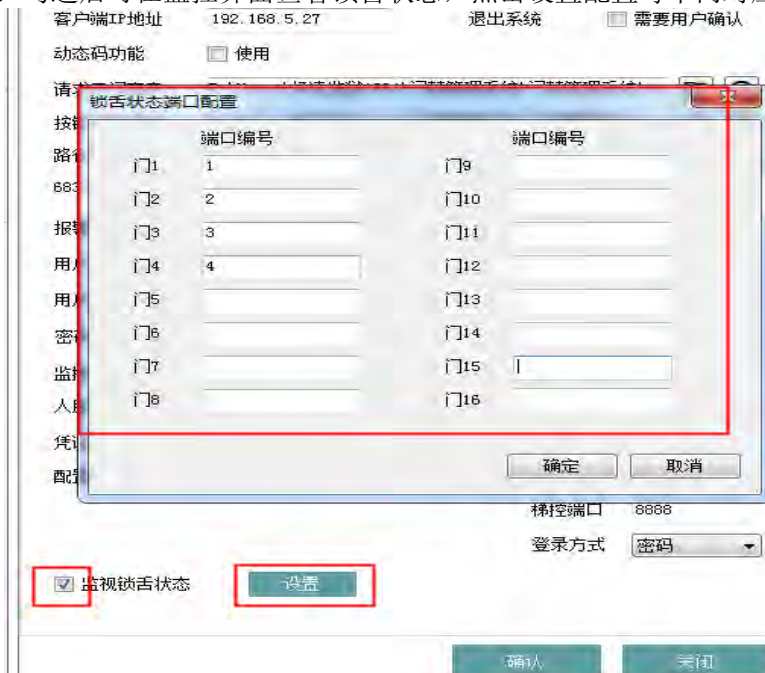 客户端IP地址 192.168.5.27 退出系统 需要用户确认
动态码功能 使用
锁舌状态端口配置
端口编号 端口编号
门1 1 门9
门2 2 门10
门3 3 门11
门4 4 门12
门5 门13
门6 门14
门7 门15
门8 门16
683
确定 取消
梯控端口 8888
登录方式 密码
监视锁舌状态 设置
确认 关闭